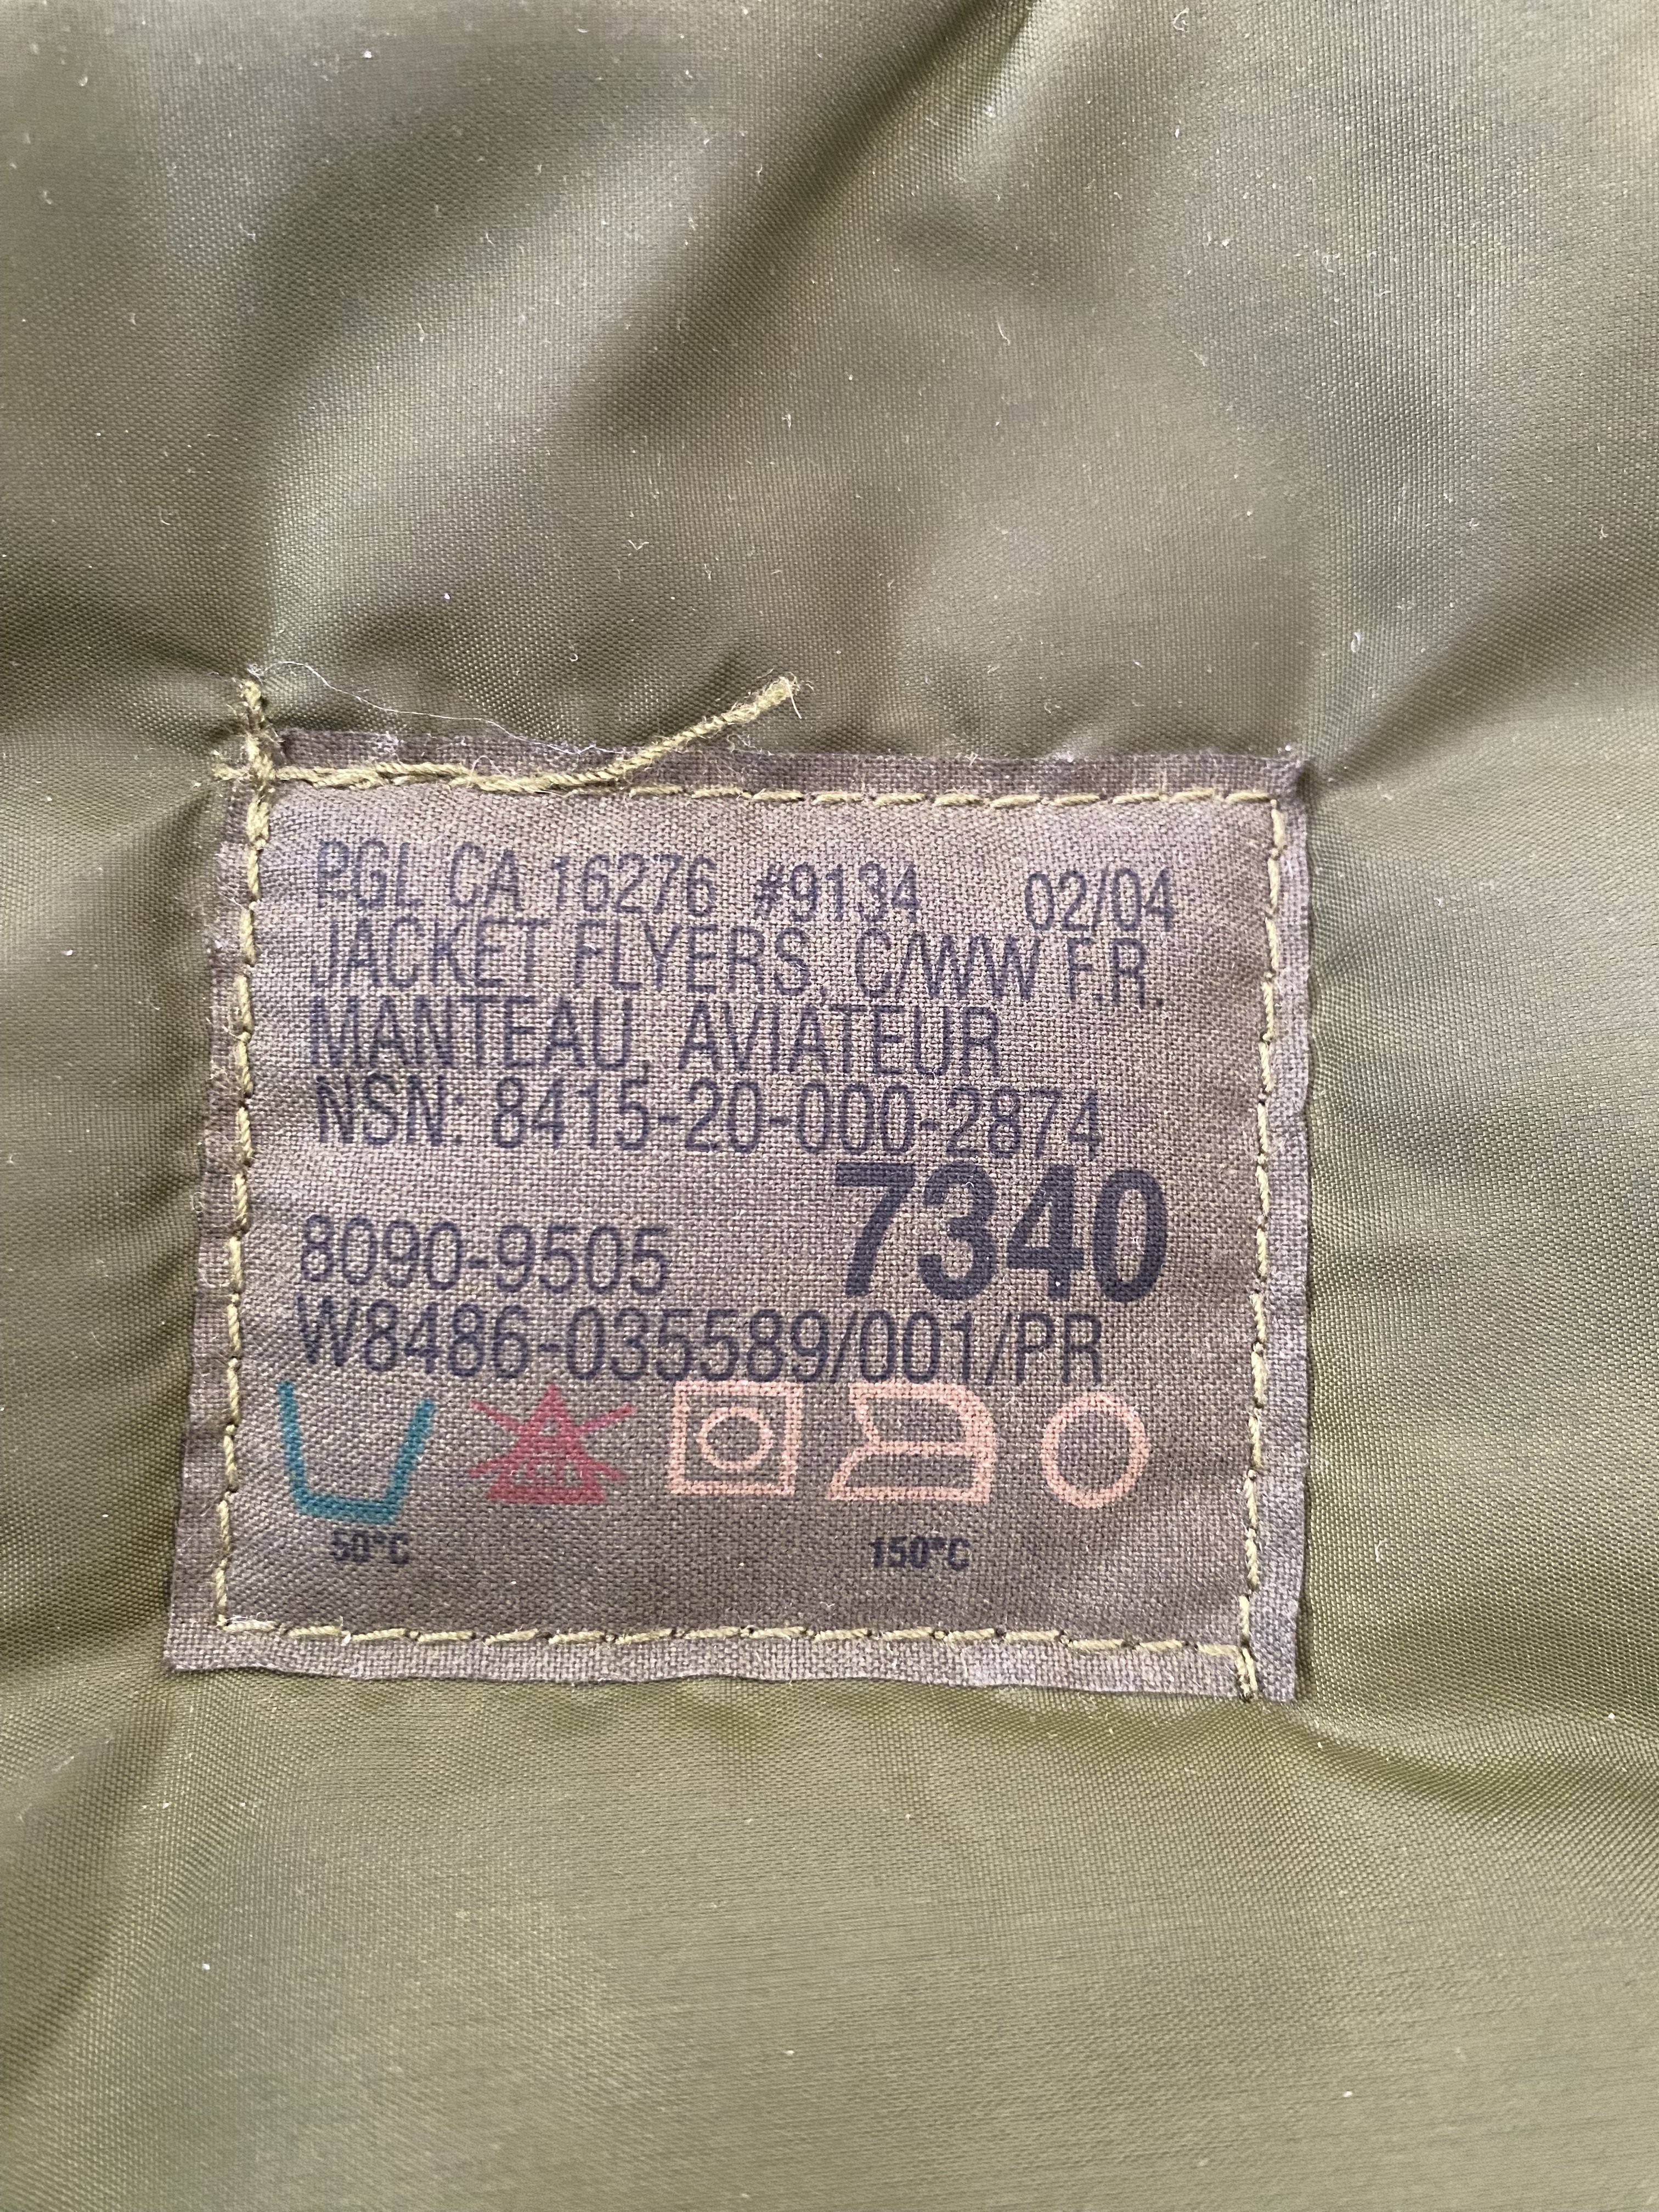 PGL CA 16276 #9134 02/04
JACKET FLYERS, C/WW F.R.
MANTEAU, AVIATEUR
NSN: 8415-20-000-2874
7340
8090-9505
W8486-035589/001/PR
50°C 150°C